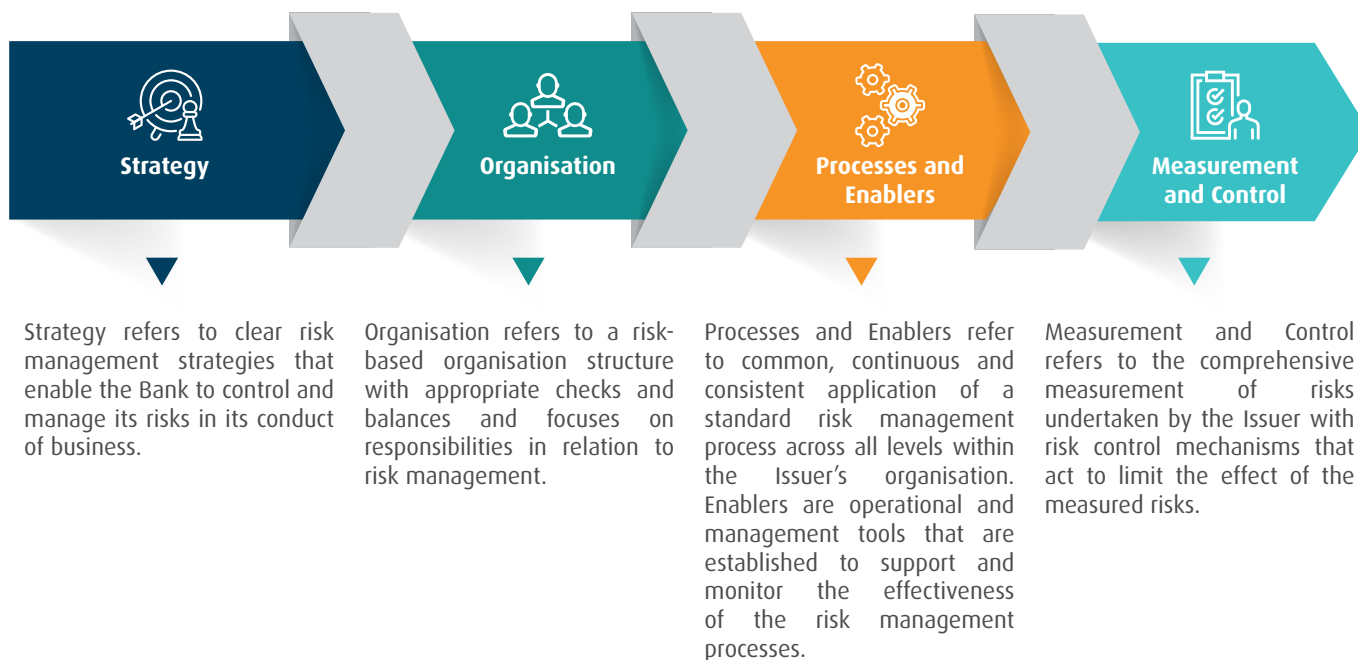 Strategy
Organisation
Processes and
Enablers
Measurement
and Control
Strategy refers to clear risk
management strategies that
enable the Bank to control and
manage its risks in its conduct
of business.
Organisation refers to a risk-
based organisation structure
with appropriate checks and
balances and focuses on
responsibilities in relation to
risk management.
Processes and Enablers refer
to common, continuous and
consistent application of a
standard risk management
process across all levels within
the Issuer’s organisation.
Enablers are operational and
management tools that are
established to support and
monitor the effectiveness
of the risk management
processes.
Measurement and Control
refers to the comprehensive
measurement of risks
undertaken by the Issuer with
risk control mechanisms that
act to limit the effect of the
measured risks.